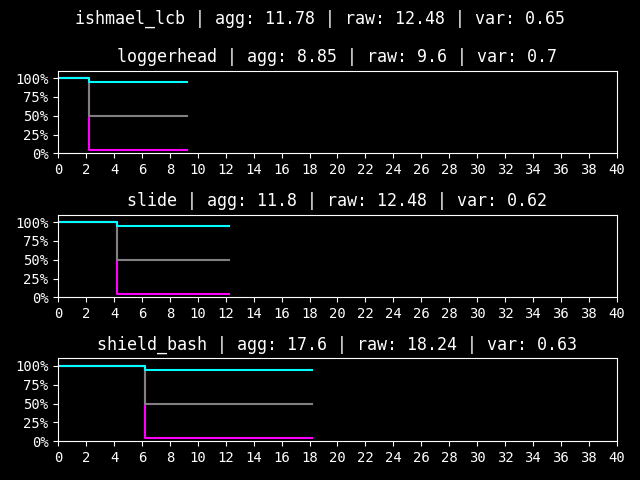 ishmael_lcb | agg: 11.78 | raw: 12.48 | var: 0.65
loggerhead | agg: 8.85 | raw: 9.6 | var: 0.7
100%
75%
50%
25%
0%
0 2 4 6 8 10 12 14 16 18 20 22 24 26 28 30 32 34 36 38 40
slide | agg: 11.8 | raw: 12.48 | var: 0.62
100%
75%
50%
25%
0%
0 2 4 6 8 10 12 14 16 18 20 22 24 26 28 30 32 34 36 38 40
shield_bash | agg: 17.6 | raw: 18.24 | var: 0.63
100%
75%
50%
25%
0%
0 2 4 6 8 10 12 14 16 18 20 22 24 26 28 30 32 34 36 38 40